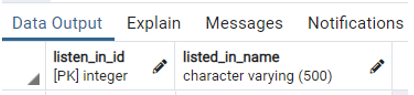 Data Output Explain Messages Notifications
listen_in_id listed_in_name
[PK] integer character varying (500)